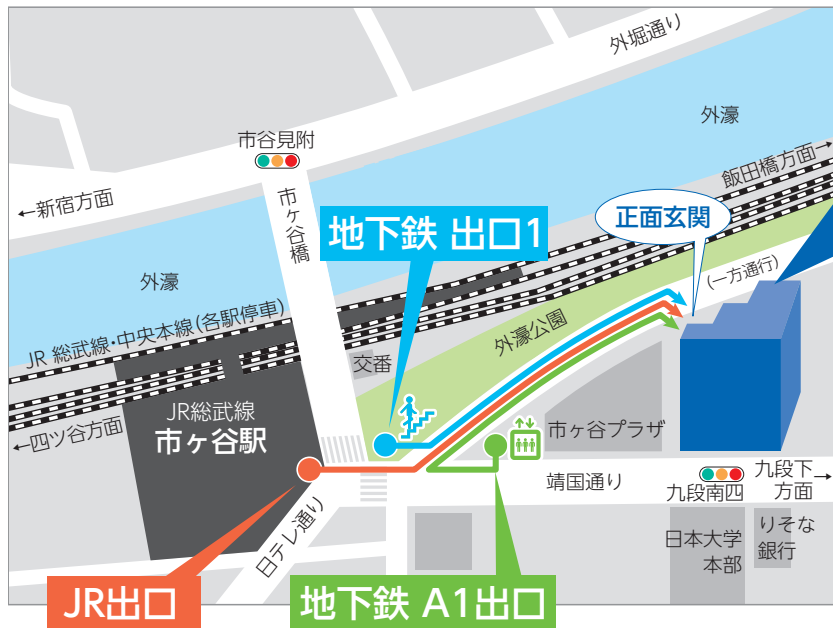 外堀通り
外濠
市谷見附
飯田橋方面→
←新宿方面
市ヶ谷橋
地下鉄 出口1
正面玄関
(一方通行)
外濠
JR 総武線・中央本線(各駅停車)
外濠公園
交番
JR総武線
市ヶ谷駅
←四ツ谷方面
市ヶ谷プラザ
靖国通り
九段南四
九段下
方面→
日テレ通り
日本大学
本部
りそな
銀行
JR出口
地下鉄 A1出口